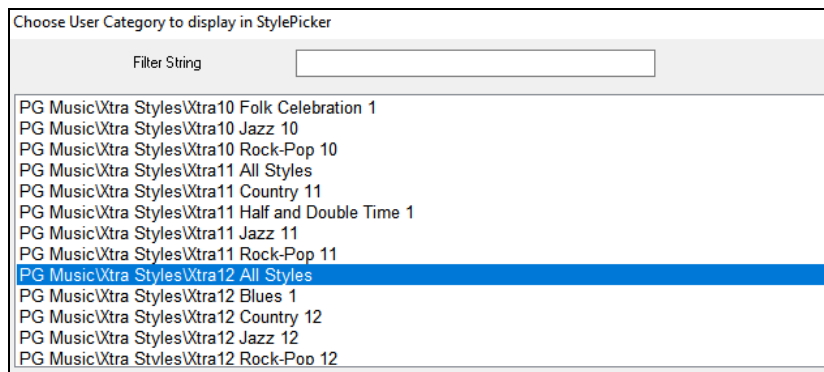 Choose User Category to display in StylePicker
Filter String
PG Music\Xtra Styles\Xtra10 Folk Celebration 1
PG Music\Xtra Styles\Xtra10 Jazz 10
PG Music\Xtra Styles\Xtra10 Rock-Pop 10
PG Music\Xtra Styles\Xtra11 All Styles
PG Music\Xtra Styles\Xtra11 Country 11
PG Music\Xtra Styles\Xtra11 Half and Double Time 1
PG Music\Xtra Styles\Xtra11 Jazz 11
PG Music\Xtra Styles\Xtra11 Rock-Pop 11
PG Music\Xtra Styles\Xtra12 All Styles
PG Music\Xtra Styles\Xtra12 Blues 1
PG Music\Xtra Styles\Xtra12 Country 12
PG Music\Xtra Styles\Xtra12 Jazz 12
PG Music\Xtra Styles\Xtra12 Rock-Pop 12